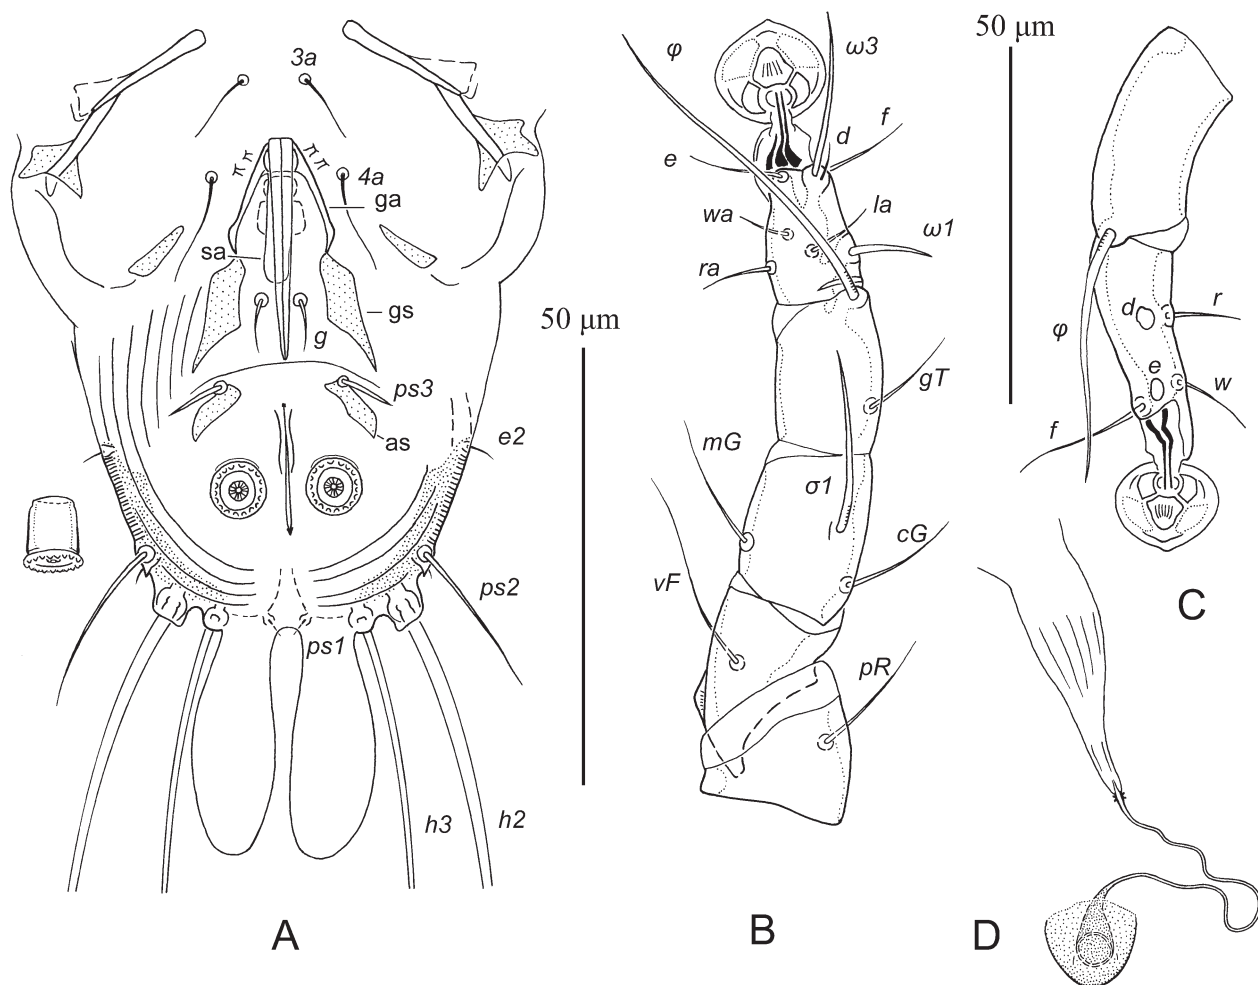 3a
4a
ga
sa
gs
g
ps3
as
e2
ps2
ps1
h3
h2
50 μm
A
φ
ω3
d
f
e
wa
la
ω1
ra
gT
mG
σ1
cG
vF
pR
B
50 μm
d
r
φ
e
w
f
C
D